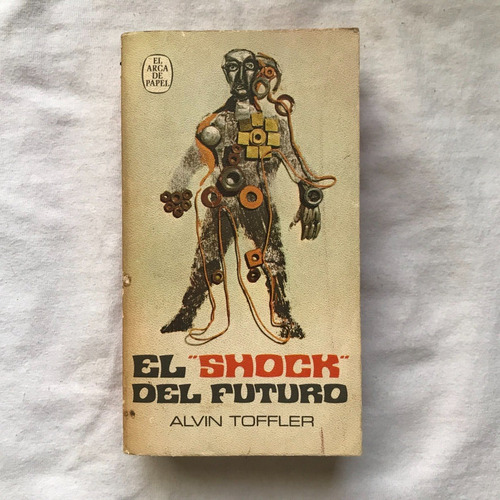 EL
ARCA
DE
PAPEL
EL "SHOCK"
DEL FUTURO
ALVIN TOFFLER